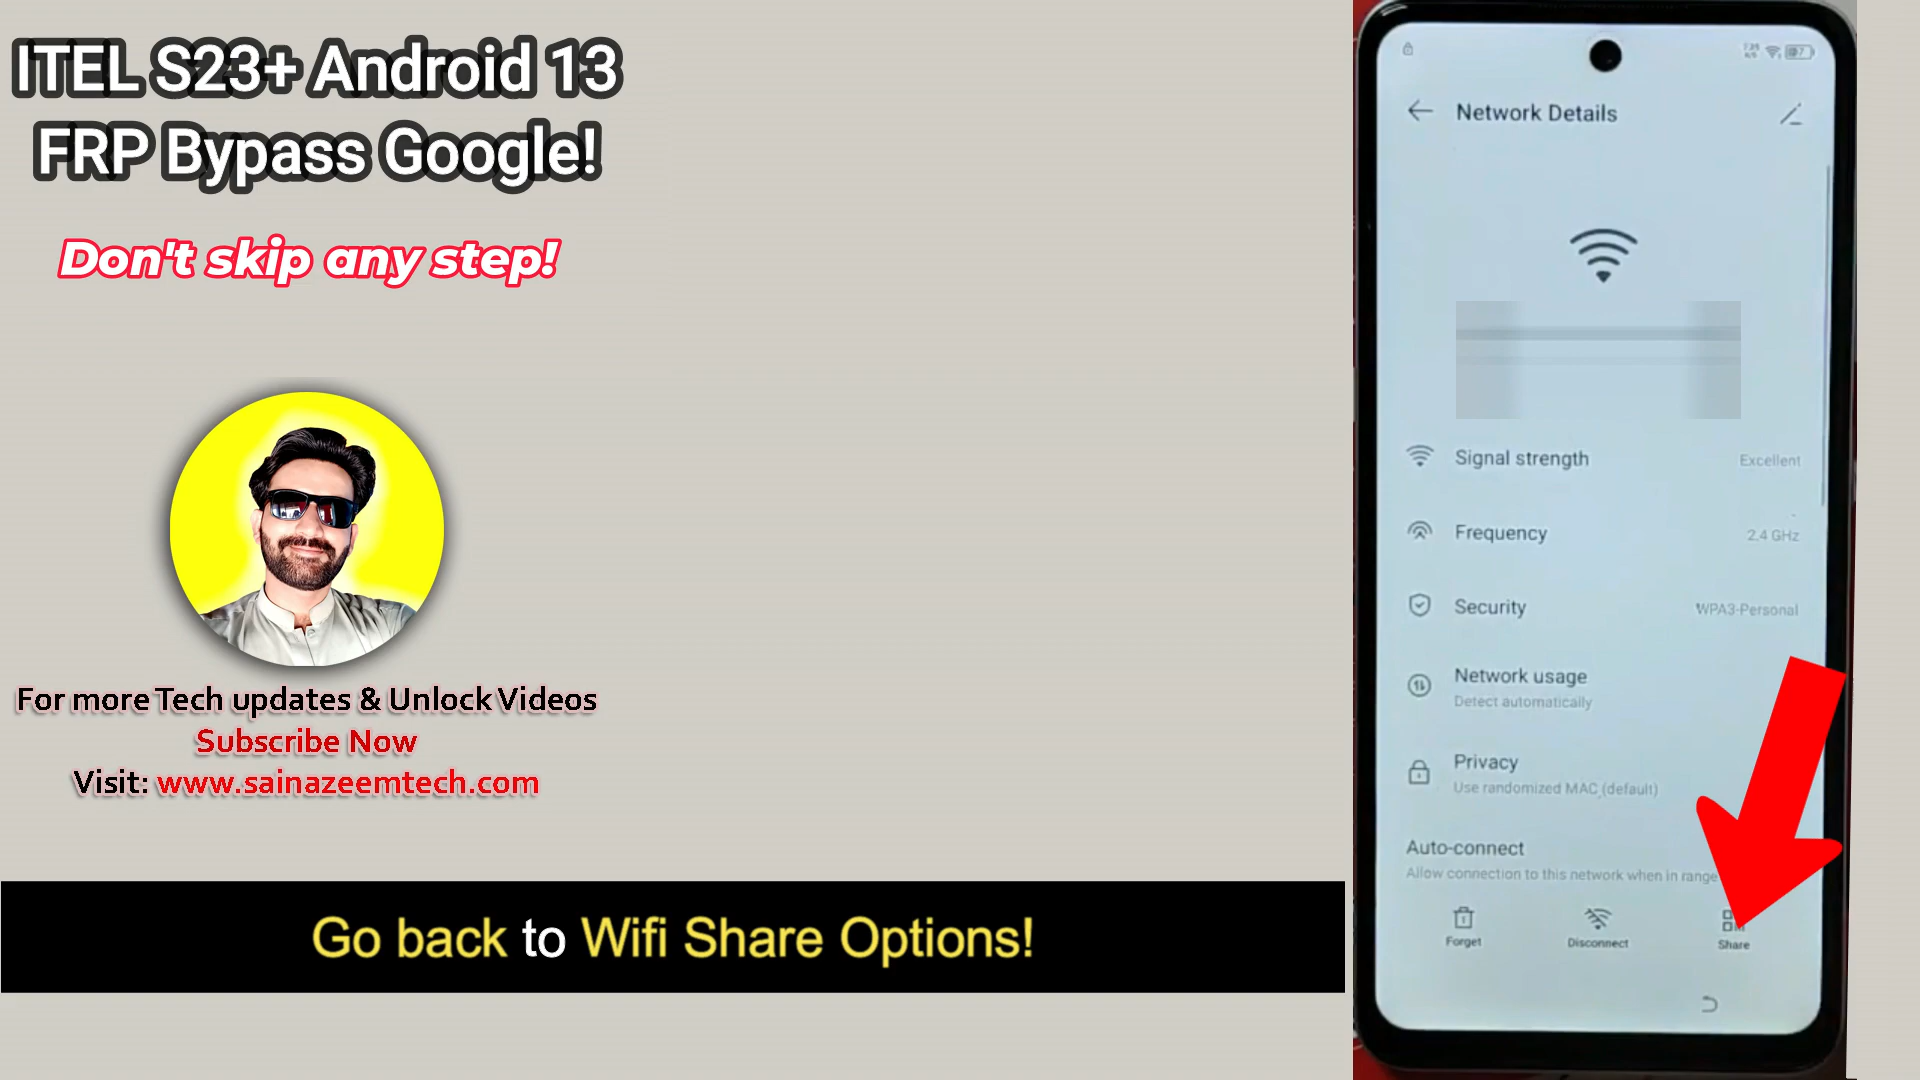 ITEL S23+ Android 13
FRP Bypass Google!
Don't skip any step!
For more Tech updates & Unlock Videos
Subscribe Now
Visit: www.sainazeemtech.com
Go back to Wifi Share Options!
Network Details
Signal strength
Excellent
Frequency
2.4 GHz
Security
WPA3-Personal
Network usage
Detect automatically
Privacy
Use randomized MAC (default)
Auto-connect
Allow connection to this network when in range
Forget
Disconnect
Share